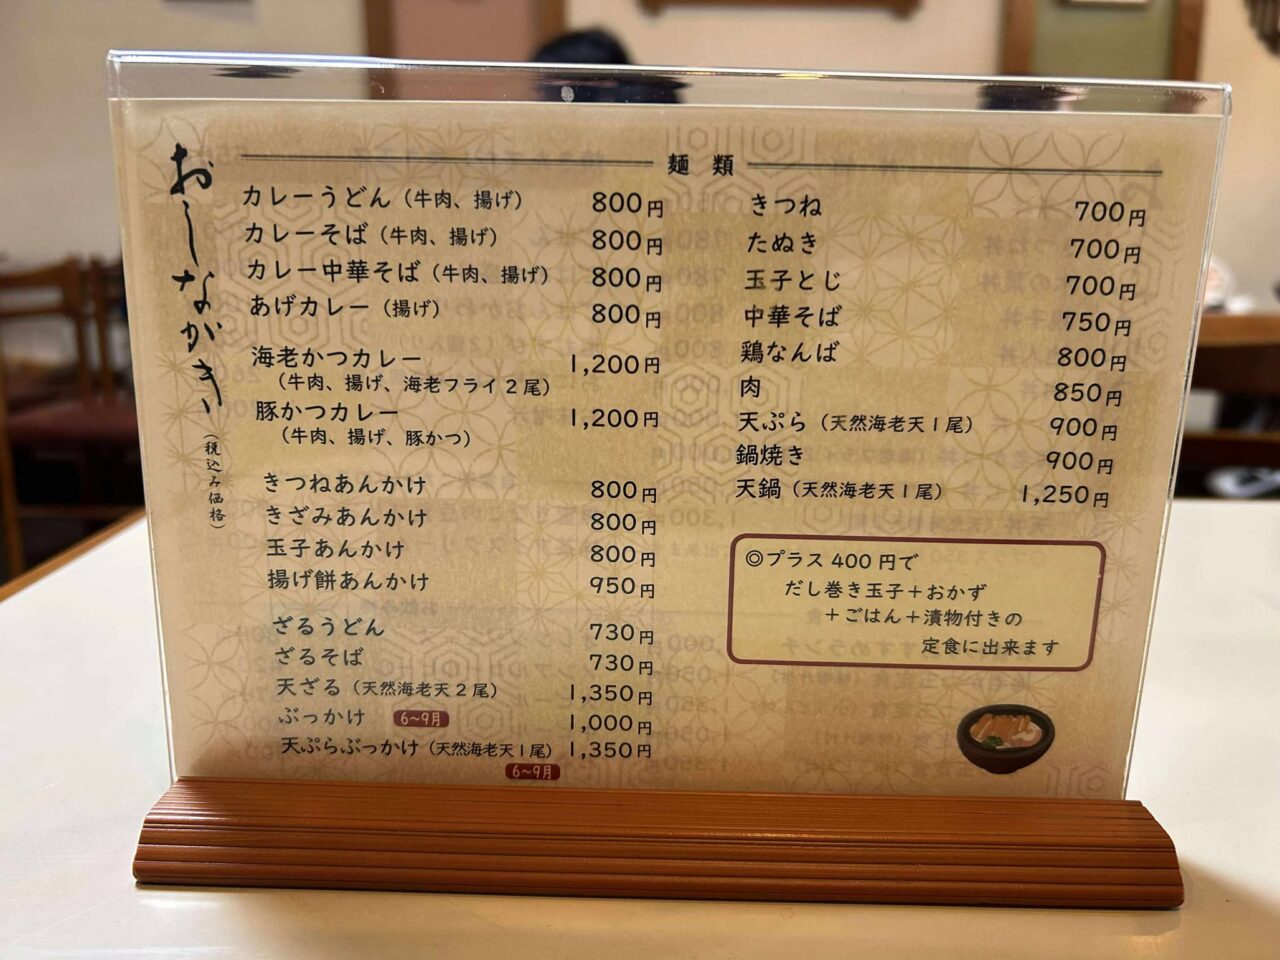 おしながき
(税込み価格)
麺 類
カレーうどん(牛肉、揚げ) 800円
カレーそば(牛肉、揚げ) 800円
カレー中華そば(牛肉、揚げ) 800円
あげカレー(揚げ) 800円
海老かつカレー 1,200円
(牛肉、揚げ、海老フライ2尾)
豚かつカレー 1,200円
(牛肉、揚げ、豚かつ)
きつねあんかけ 800円
きざみあんかけ 800円
玉子あんかけ 800円
揚げ餅あんかけ 950円
ざるうどん 730円
ざるそば 730円
天ざる(天然海老天2尾) 1,350円
ぶっかけ 6~9月 1,000円
天ぷらぶっかけ(天然海老天1尾) 1,350円
6~9月
きつね 700円
たぬき 700円
玉子とじ 700円
中華そば 750円
鶏なんば 800円
肉 850円
天ぷら(天然海老天1尾) 900円
鍋焼き 900円
天鍋(天然海老天1尾) 1,250円
◎プラス400円で
だし巻き玉子+おかず
+ごはん+漬物付きの
定食に出来ます